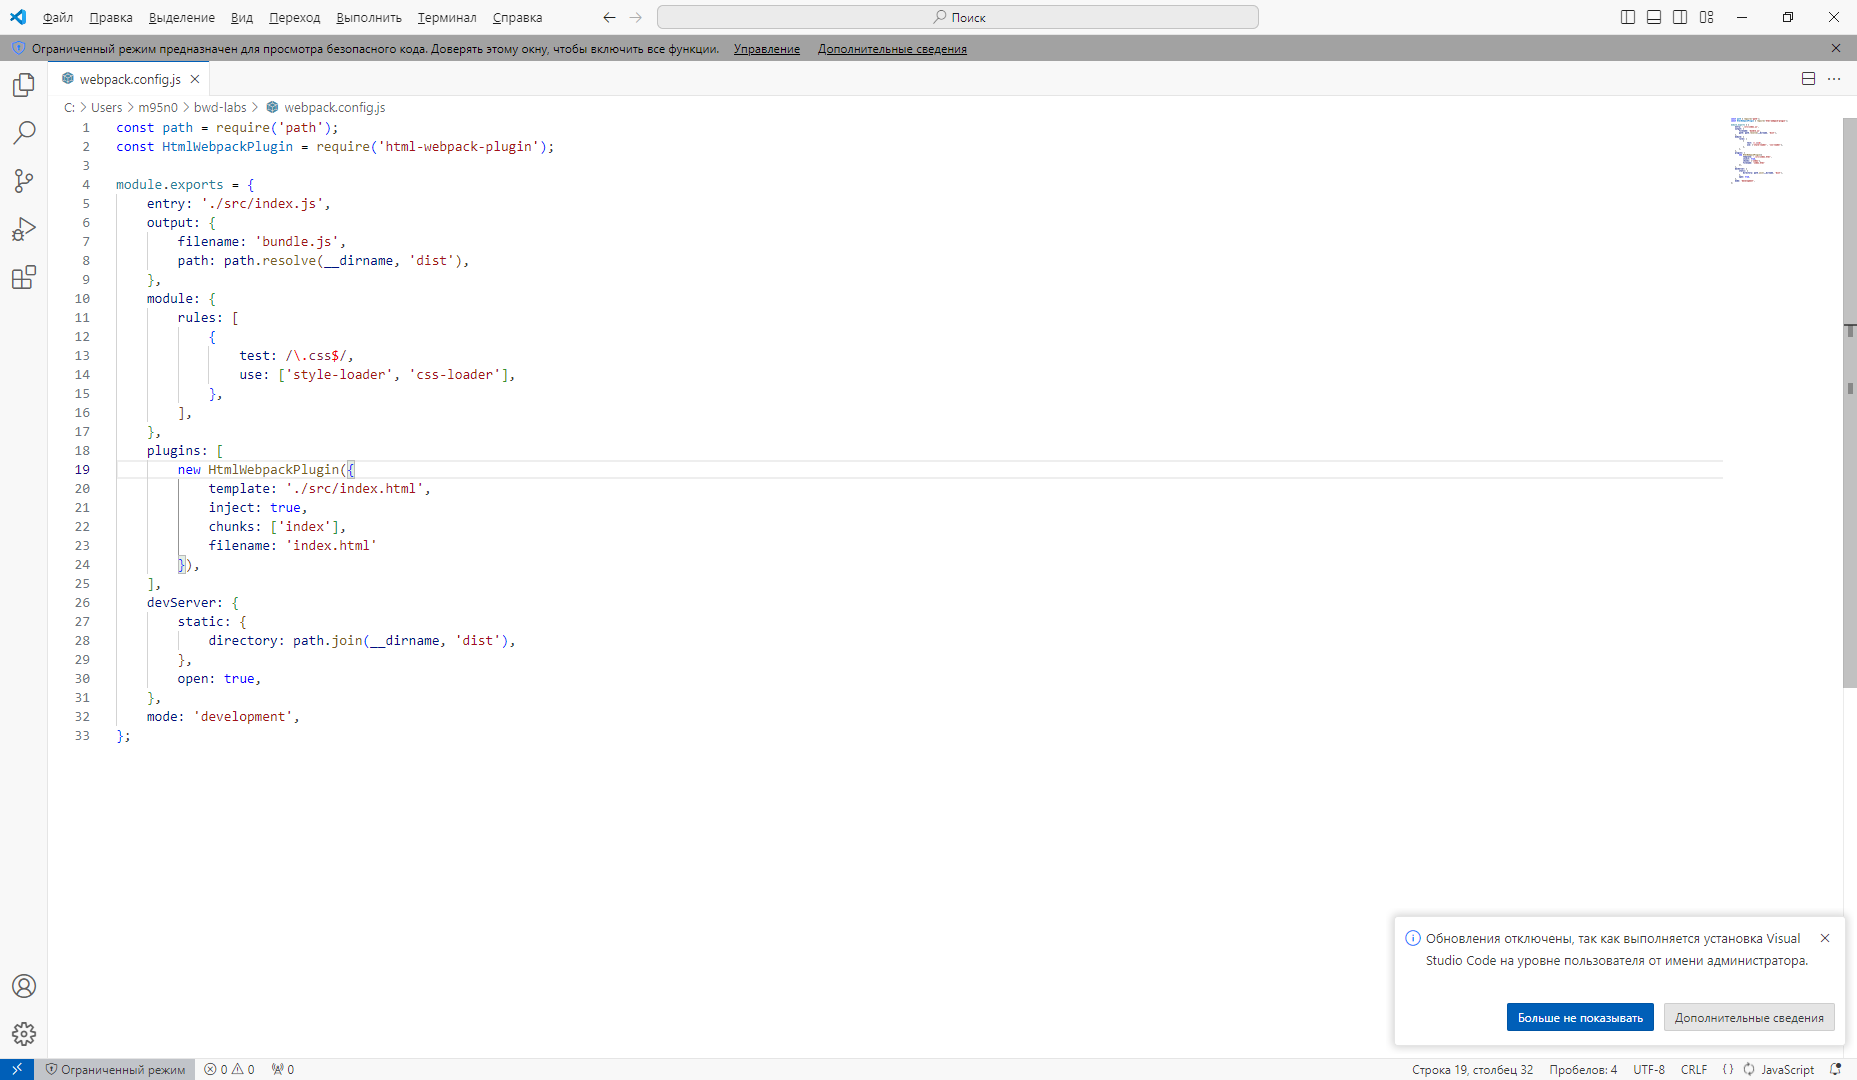 Файл Правка Выделение Вид Переход Выполнить Терминал Справка Поиск
Ограниченный режим предназначен для просмотра безопасного кода. Доверять этому окну, чтобы включить все функции. Управление Дополнительные сведения
webpack.config.js
C: > Users > m95n0 > bwd-labs > webpack.config.js
1 const path = require('path');
2 const HtmlWebpackPlugin = require('html-webpack-plugin');
3
4 module.exports = {
5     entry: './src/index.js',
6     output: {
7         filename: 'bundle.js',
8         path: path.resolve(__dirname, 'dist'),
9     },
10     module: {
11         rules: [
12             {
13                 test: /\.css$/,
14                 use: ['style-loader', 'css-loader'],
15             },
16         ],
17     },
18     plugins: [
19         new HtmlWebpackPlugin({
20             template: './src/index.html',
21             inject: true,
22             chunks: ['index'],
23             filename: 'index.html'
24         }),
25     ],
26     devServer: {
27         static: {
28             directory: path.join(__dirname, 'dist'),
29         },
30         open: true,
31     },
32     mode: 'development',
33 };
Обновления отключены, так как выполняется установка Visual
Studio Code на уровне пользователя от имени администратора.
Больше не показывать Дополнительные сведения
Ограниченный режим 0 0 0 Строка 19, столбец 32 Пробелов: 4 UTF-8 CRLF {} JavaScript